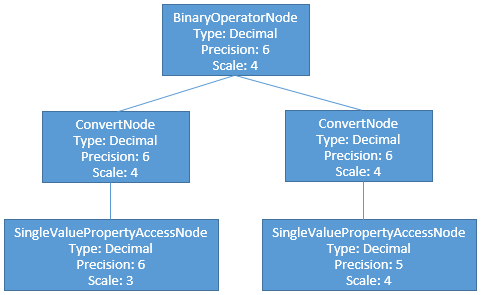 BinaryOperatorNode
Type: Decimal
Precision: 6
Scale: 4
ConvertNode
Type: Decimal
Precision: 6
Scale: 4
ConvertNode
Type: Decimal
Precision: 6
Scale: 4
SingleValuePropertyAccessNode
Type: Decimal
Precision: 6
Scale: 3
SingleValuePropertyAccessNode
Type: Decimal
Precision: 5
Scale: 4